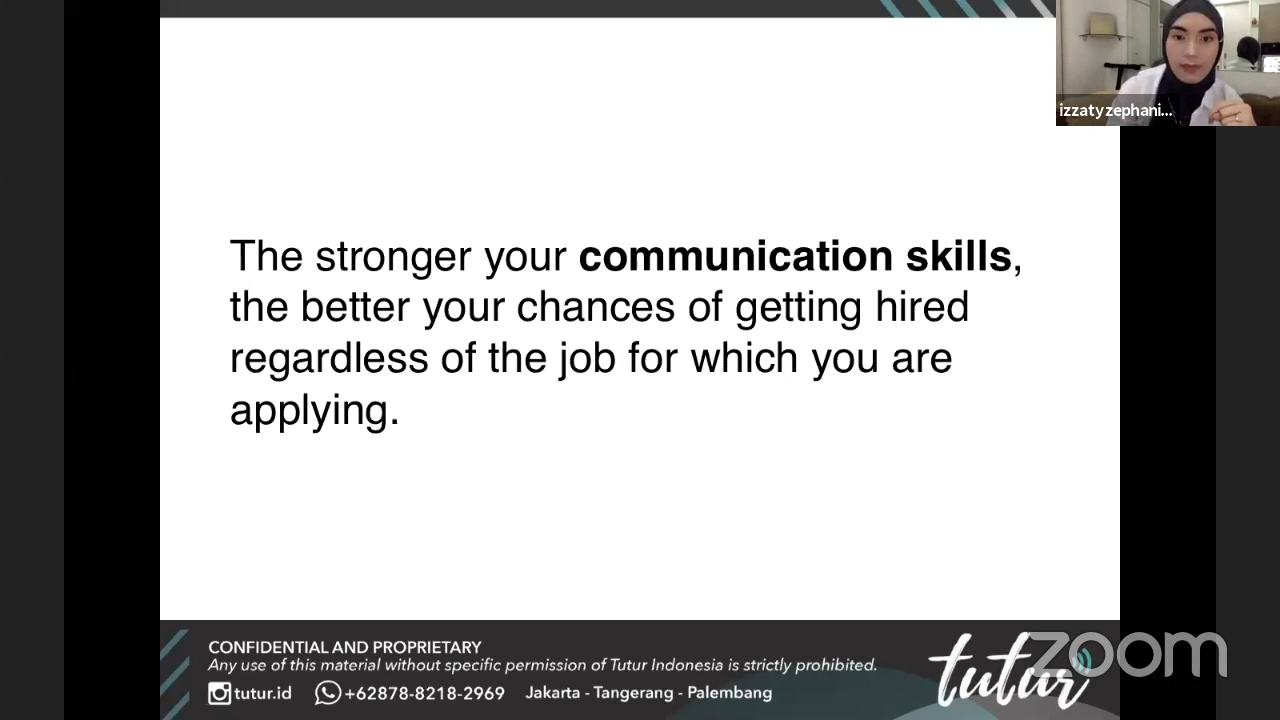 izzatyzephani...
The stronger your communication skills,
the better your chances of getting hired
regardless of the job for which you are
applying.
CONFIDENTIAL AND PROPRIETARY
Any use of this material without specific permission of Tutur Indonesia is strictly prohibited.
tutur.id +62878-8218-2969 Jakarta - Tangerang - Palembang
tutur
zoom